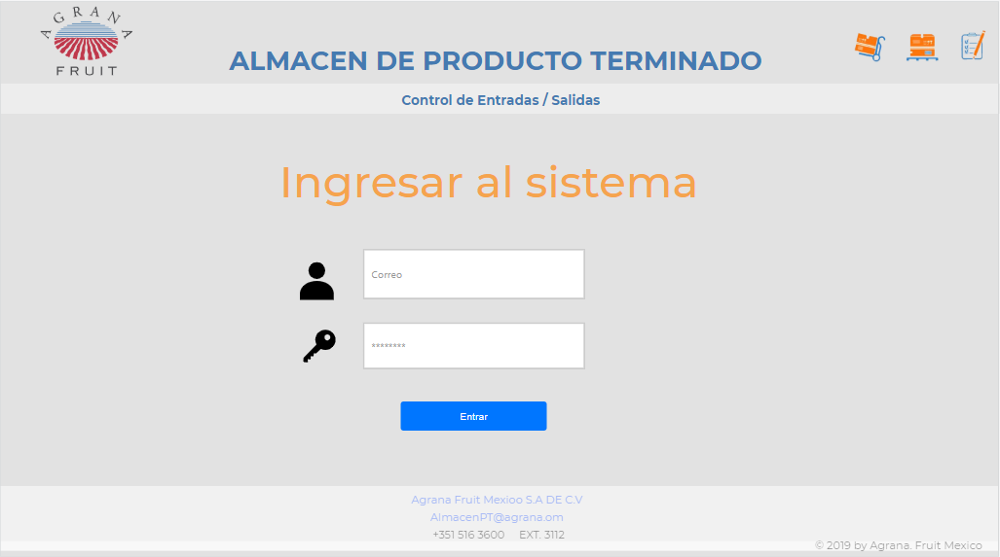 AGRANA
FRUIT
ALMACEN DE PRODUCTO TERMINADO
Control de Entradas / Salidas
Ingresar al sistema
Correo
********
Entrar
Agrana Fruit Mexioo S.A DE C.V
AlmacenPT@agrana.om
+351 516 3600 EXT. 3112
© 2019 by Agrana. Fruit Mexico